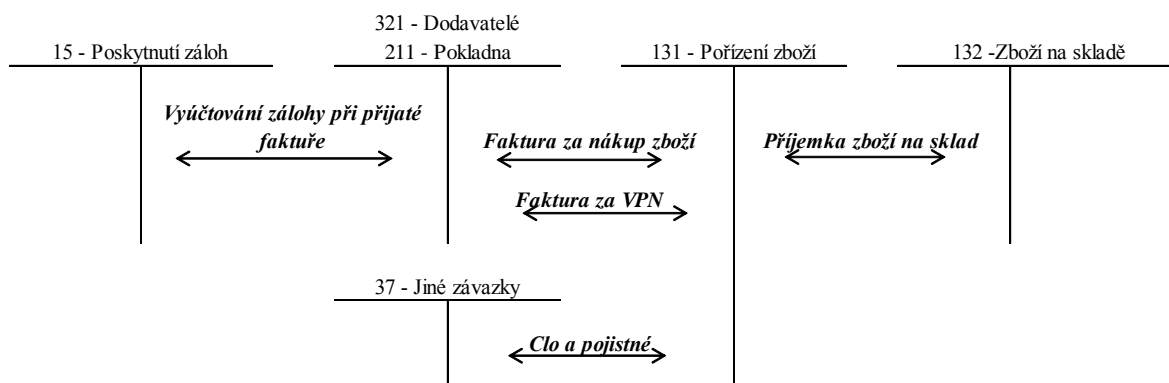 321 - Dodavatelé
15 - Poskytnutí záloh
211 - Pokladna
131 - Pořízení zboží
132 -Zboží na skladě
Vyúčtování zálohy při přijaté
faktuře
Faktura za nákup zboží
Příjemka zboží na sklad
Faktura za VPN
37 - Jiné závazky
Clo a pojistné